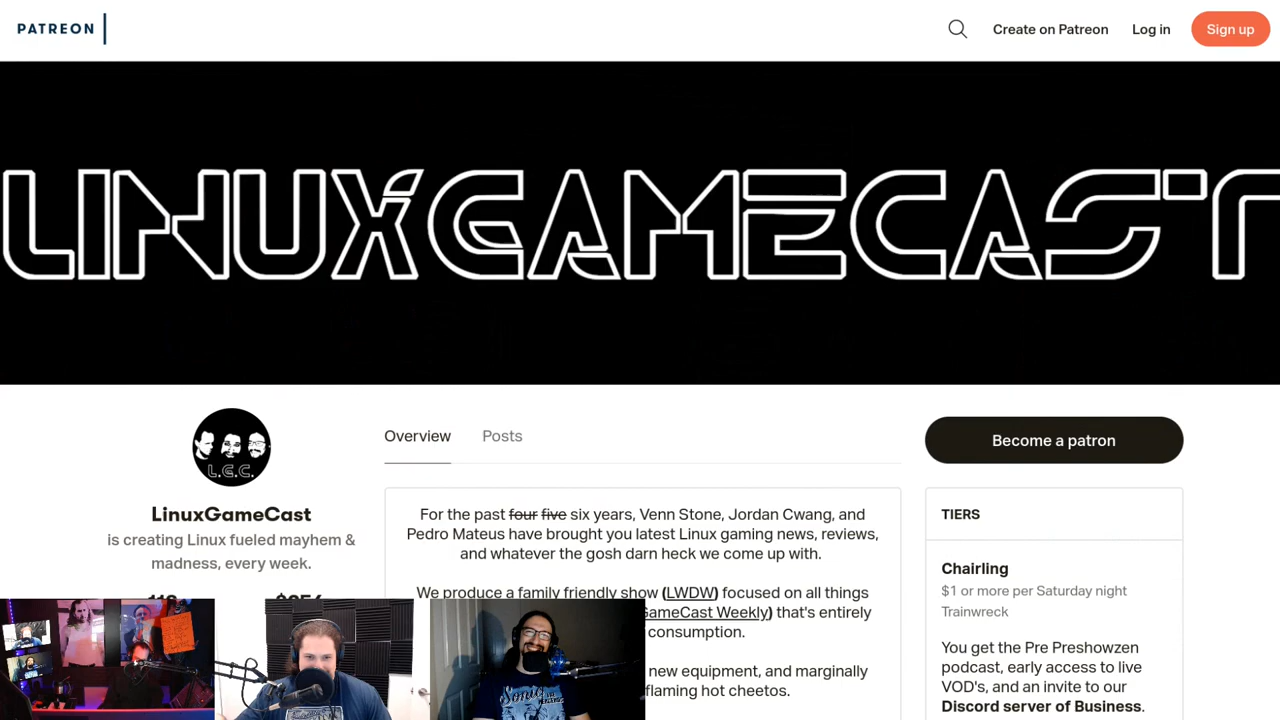 PATREON
Create on Patreon
Log in
Sign up
LINUXGAMECAST
L.G.C.
Overview
Posts
Become a patron
LinuxGameCast
is creating Linux fueled mayhem &
madness, every week.
For the past four five six years, Venn Stone, Jordan Cwang, and
Pedro Mateus have brought you latest Linux gaming news, reviews,
and whatever the gosh darn heck we come up with.
We produce a family friendly show (LWDW) focused on all things
GameCast Weekly) that's entirely
consumption.
new equipment, and marginally
flaming hot cheetos.
TIERS
Chairling
$1 or more per Saturday night
Trainwreck
You get the Pre Preshowzen
podcast, early access to live
VOD's, and an invite to our
Discord server of Business.
Sonic